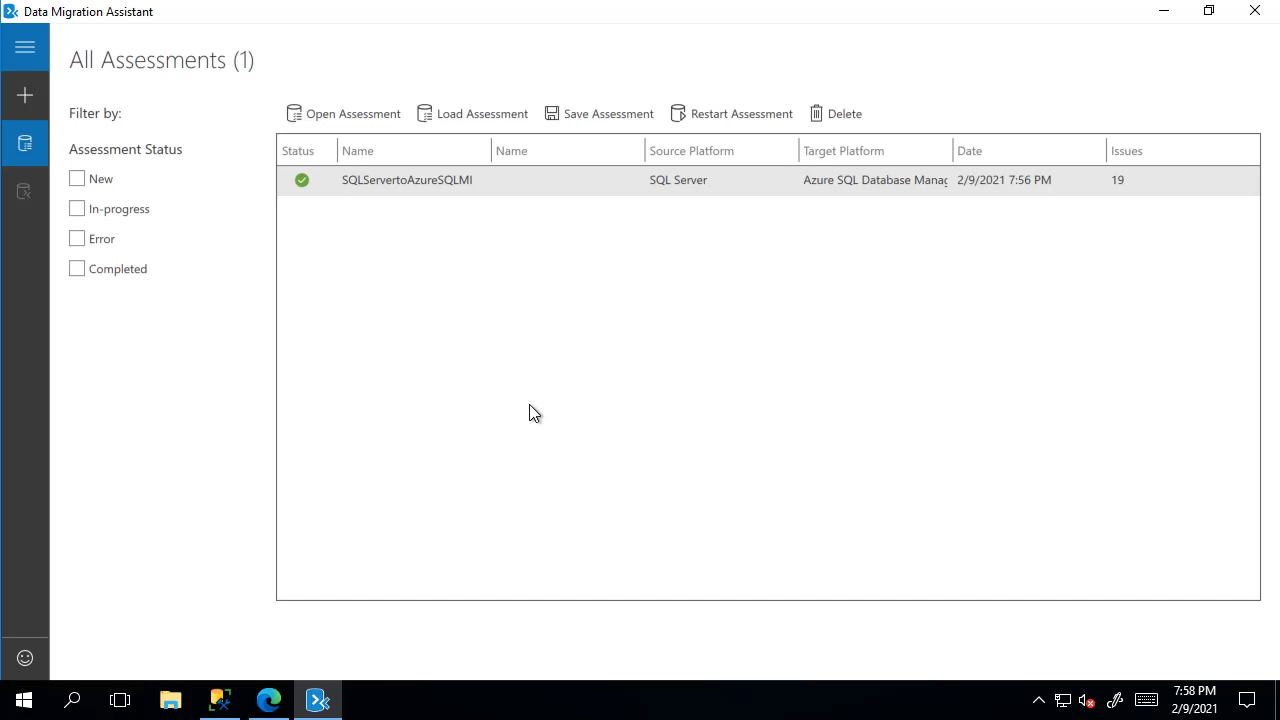 Data Migration Assistant
All Assessments (1)
Filter by:
Open Assessment Load Assessment Save Assessment Restart Assessment Delete
Assessment Status
Status Name Name Source Platform Target Platform Date Issues
New
SQLServertoAzureSQLMI SQL Server Azure SQL Database Manag 2/9/2021 7:56 PM 19
In-progress
Error
Completed
7:58 PM
2/9/2021